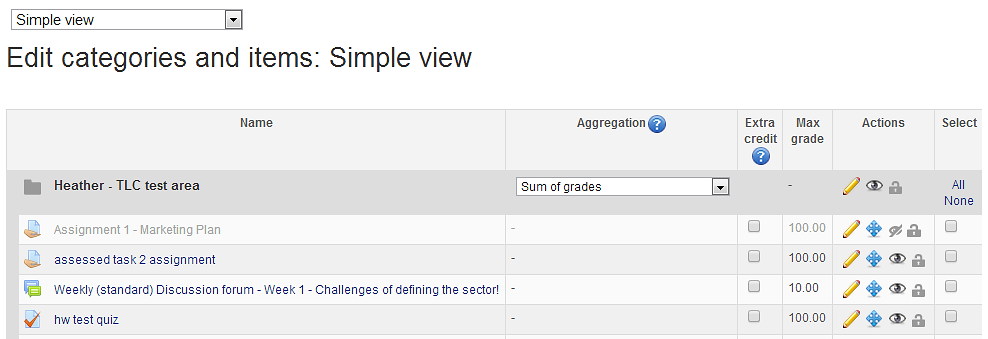 Simple view
Edit categories and items: Simple view
Name Aggregation ? Extra credit ? Max grade Actions Select
Heather - TLC test area Sum of grades - All
None
Assignment 1 - Marketing Plan - 100.00
assessed task 2 assignment - 100.00
Weekly (standard) Discussion forum - Week 1 - Challenges of defining the sector! - 10.00
hw test quiz - 100.00